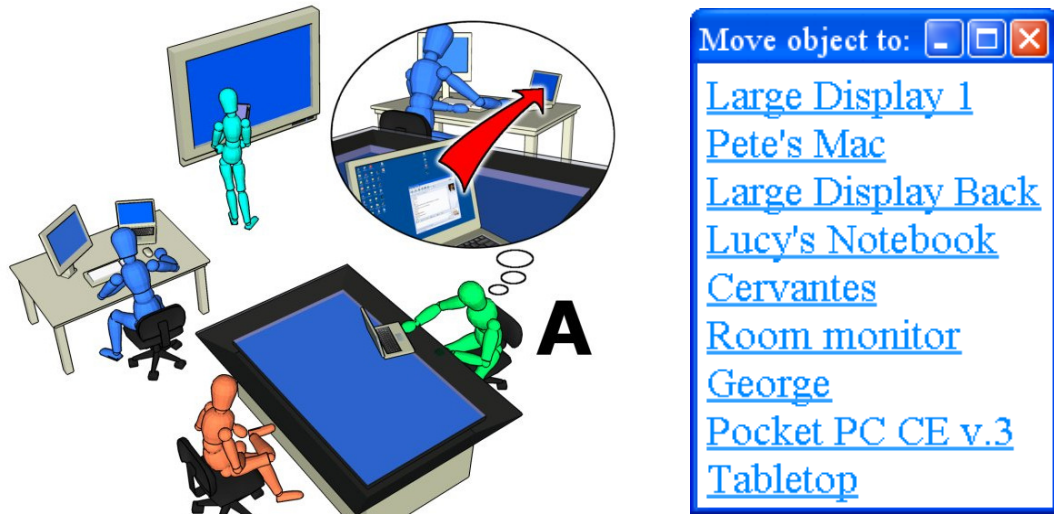 A
Move object to:
Large Display 1
Pete's Mac
Large Display Back
Lucy's Notebook
Cervantes
Room monitor
George
Pocket PC CE v.3
Tabletop